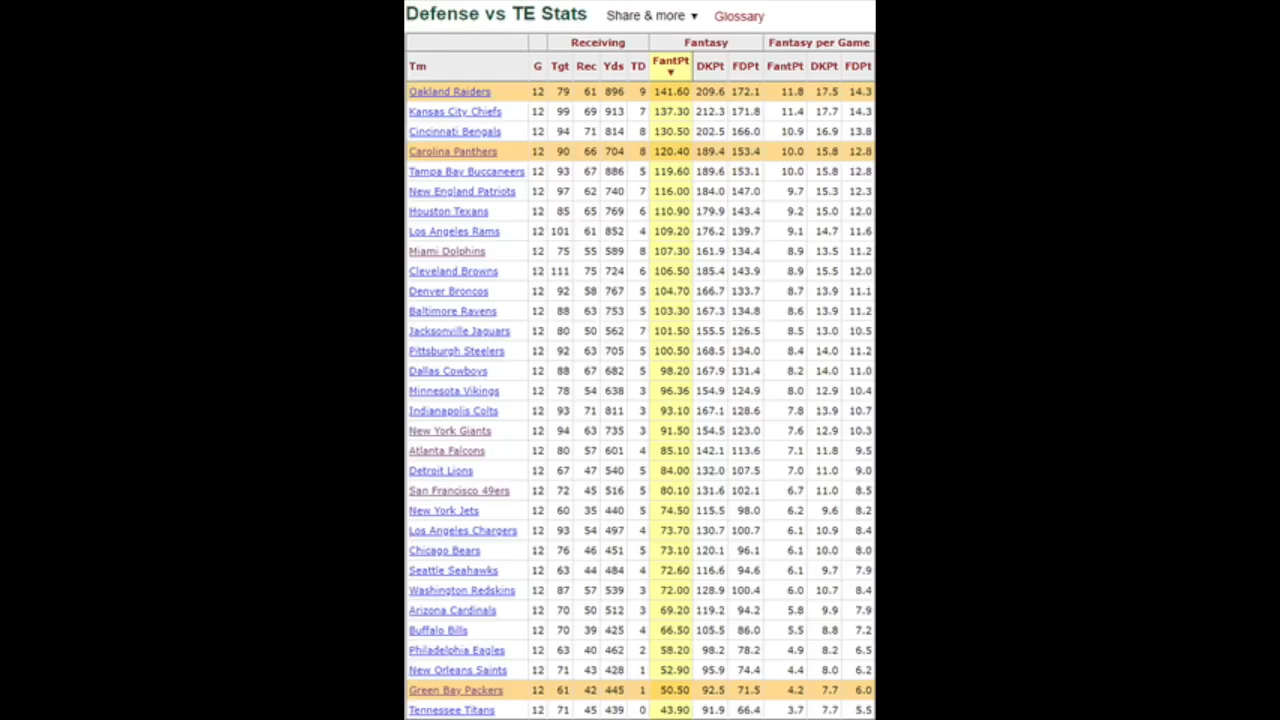 Defense vs TE Stats Share & more ▼ Glossary
Receiving Fantasy Fantasy per Game
Tm G Tgt Rec Yds TD FantPt ▼ DKPt FDPt FantPt DKPt FDPt
Oakland Raiders 12 79 61 896 9 141.60 209.6 172.1 11.8 17.5 14.3
Kansas City Chiefs 12 99 69 913 7 137.30 212.3 171.8 11.4 17.7 14.3
Cincinnati Bengals 12 94 71 814 8 130.50 202.5 166.0 10.9 16.9 13.8
Carolina Panthers 12 90 66 704 8 120.40 189.4 153.4 10.0 15.8 12.8
Tampa Bay Buccaneers 12 93 67 886 5 119.60 189.6 153.1 10.0 15.8 12.8
New England Patriots 12 97 62 740 7 116.00 184.0 147.0 9.7 15.3 12.3
Houston Texans 12 85 65 769 6 110.90 179.9 143.4 9.2 15.0 12.0
Los Angeles Rams 12 101 61 852 4 109.20 176.2 139.7 9.1 14.7 11.6
Miami Dolphins 12 75 55 589 8 107.30 161.9 134.4 8.9 13.5 11.2
Cleveland Browns 12 111 75 724 6 106.50 185.4 143.9 8.9 15.5 12.0
Denver Broncos 12 92 58 767 5 104.70 166.7 133.7 8.7 13.9 11.1
Baltimore Ravens 12 88 63 753 5 103.30 167.3 134.8 8.6 13.9 11.2
Jacksonville Jaguars 12 80 50 562 7 101.50 155.5 126.5 8.5 13.0 10.5
Pittsburgh Steelers 12 92 63 705 5 100.50 168.5 134.0 8.4 14.0 11.2
Dallas Cowboys 12 88 67 682 5 98.20 167.9 131.4 8.2 14.0 11.0
Minnesota Vikings 12 78 54 638 3 96.36 154.9 124.9 8.0 12.9 10.4
Indianapolis Colts 12 93 71 811 3 93.10 167.1 128.6 7.8 13.9 10.7
New York Giants 12 94 63 735 3 91.50 154.5 123.0 7.6 12.9 10.3
Atlanta Falcons 12 80 57 601 4 85.10 142.1 113.6 7.1 11.8 9.5
Detroit Lions 12 67 47 540 5 84.00 132.0 107.5 7.0 11.0 9.0
San Francisco 49ers 12 72 45 516 5 80.10 131.6 102.1 6.7 11.0 8.5
New York Jets 12 60 35 440 5 74.50 115.5 98.0 6.2 9.6 8.2
Los Angeles Chargers 12 93 54 497 4 73.70 130.7 100.7 6.1 10.9 8.4
Chicago Bears 12 76 46 451 5 73.10 120.1 96.1 6.1 10.0 8.0
Seattle Seahawks 12 63 44 484 4 72.60 116.6 94.6 6.1 9.7 7.9
Washington Redskins 12 87 57 539 3 72.00 128.9 100.4 6.0 10.7 8.4
Arizona Cardinals 12 70 50 512 3 69.20 119.2 94.2 5.8 9.9 7.9
Buffalo Bills 12 70 39 425 4 66.50 105.5 86.0 5.5 8.8 7.2
Philadelphia Eagles 12 63 40 462 2 58.20 98.2 78.2 4.9 8.2 6.5
New Orleans Saints 12 71 43 428 1 52.90 95.9 74.4 4.4 8.0 6.2
Green Bay Packers 12 61 42 445 1 50.50 92.5 71.5 4.2 7.7 6.0
Tennessee Titans 12 71 45 439 0 43.90 91.9 66.4 3.7 7.7 5.5